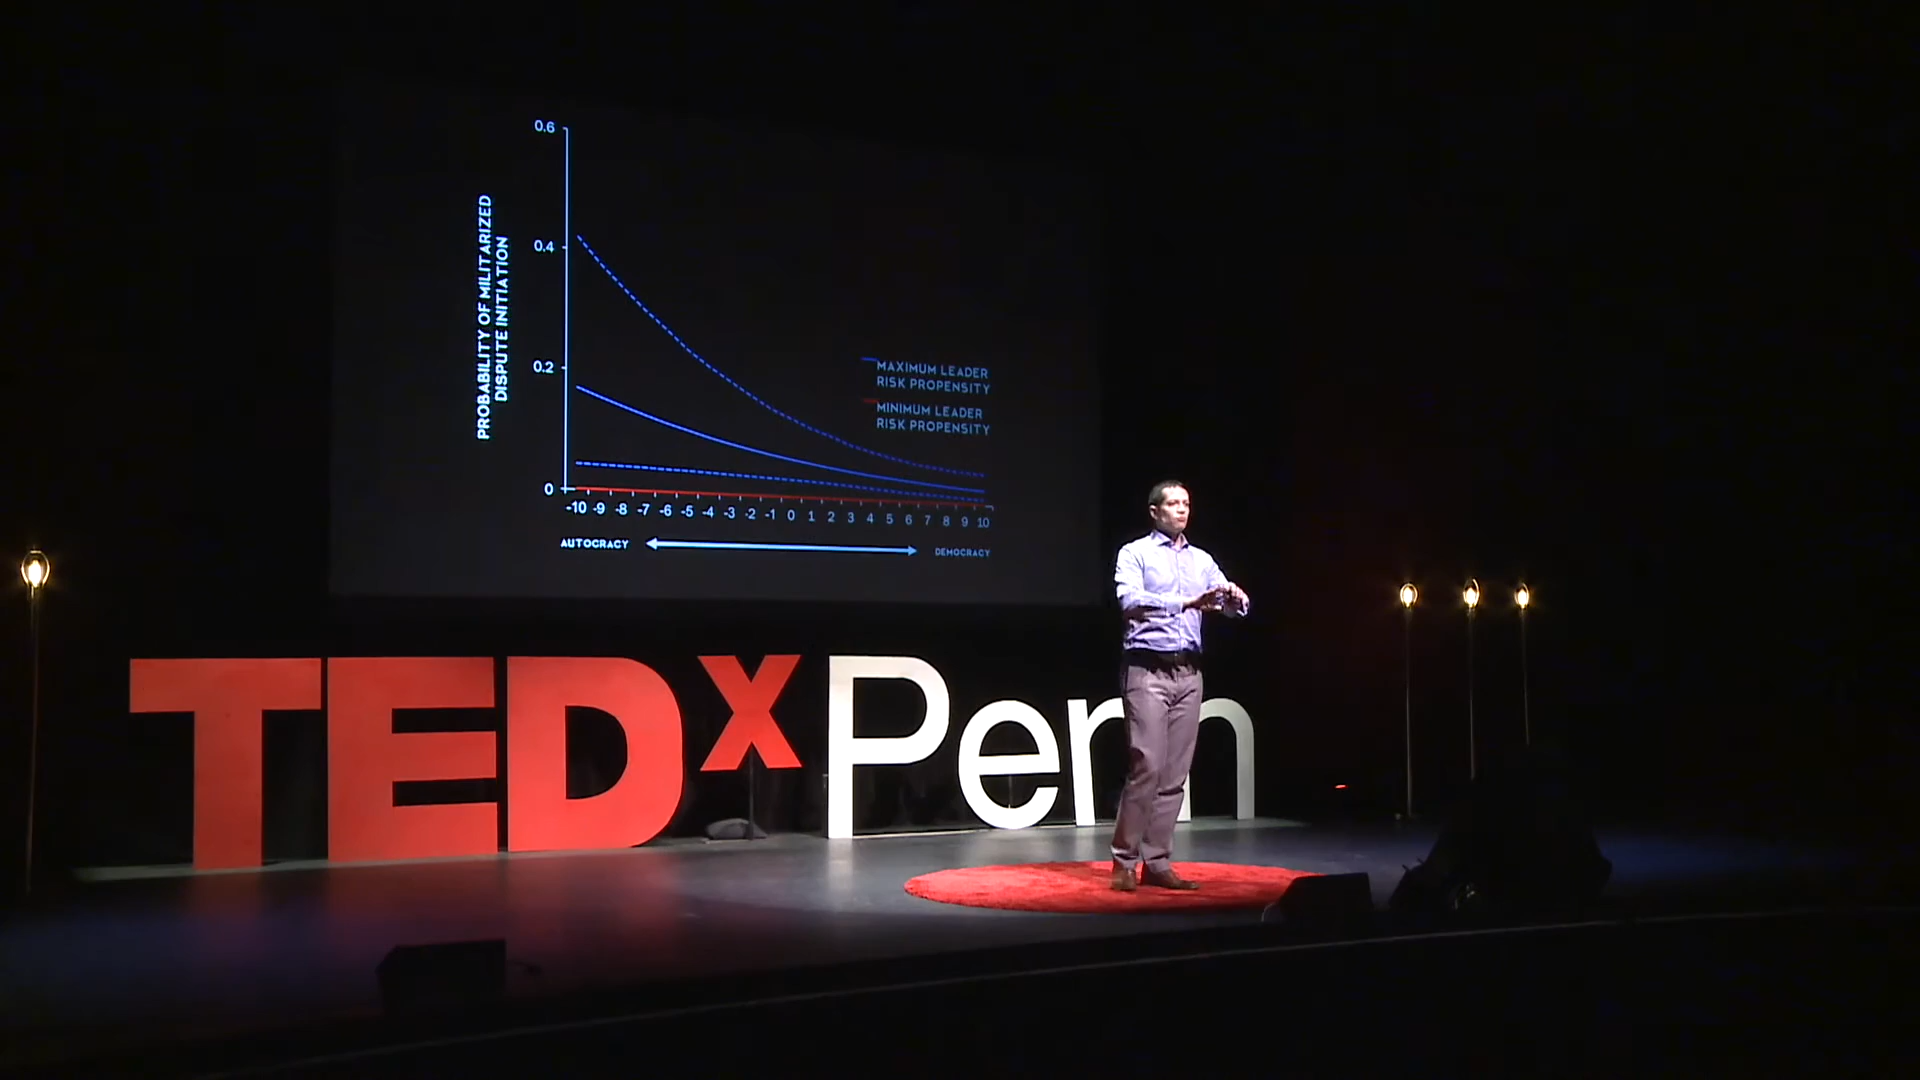 0.6
PROBABILITY OF MILITARIZED
DISPUTE INITIATION
0.4
0.2
MAXIMUM LEADER
RISK PROPENSITY
MINIMUM LEADER
RISK PROPENSITY
0
-10 -9 -8 -7 -6 -5 -4 -3 -2 -1 0 1 2 3 4 5 6 7 8 9 10
AUTOCRACY DEMOCRACY
TEDx Penn